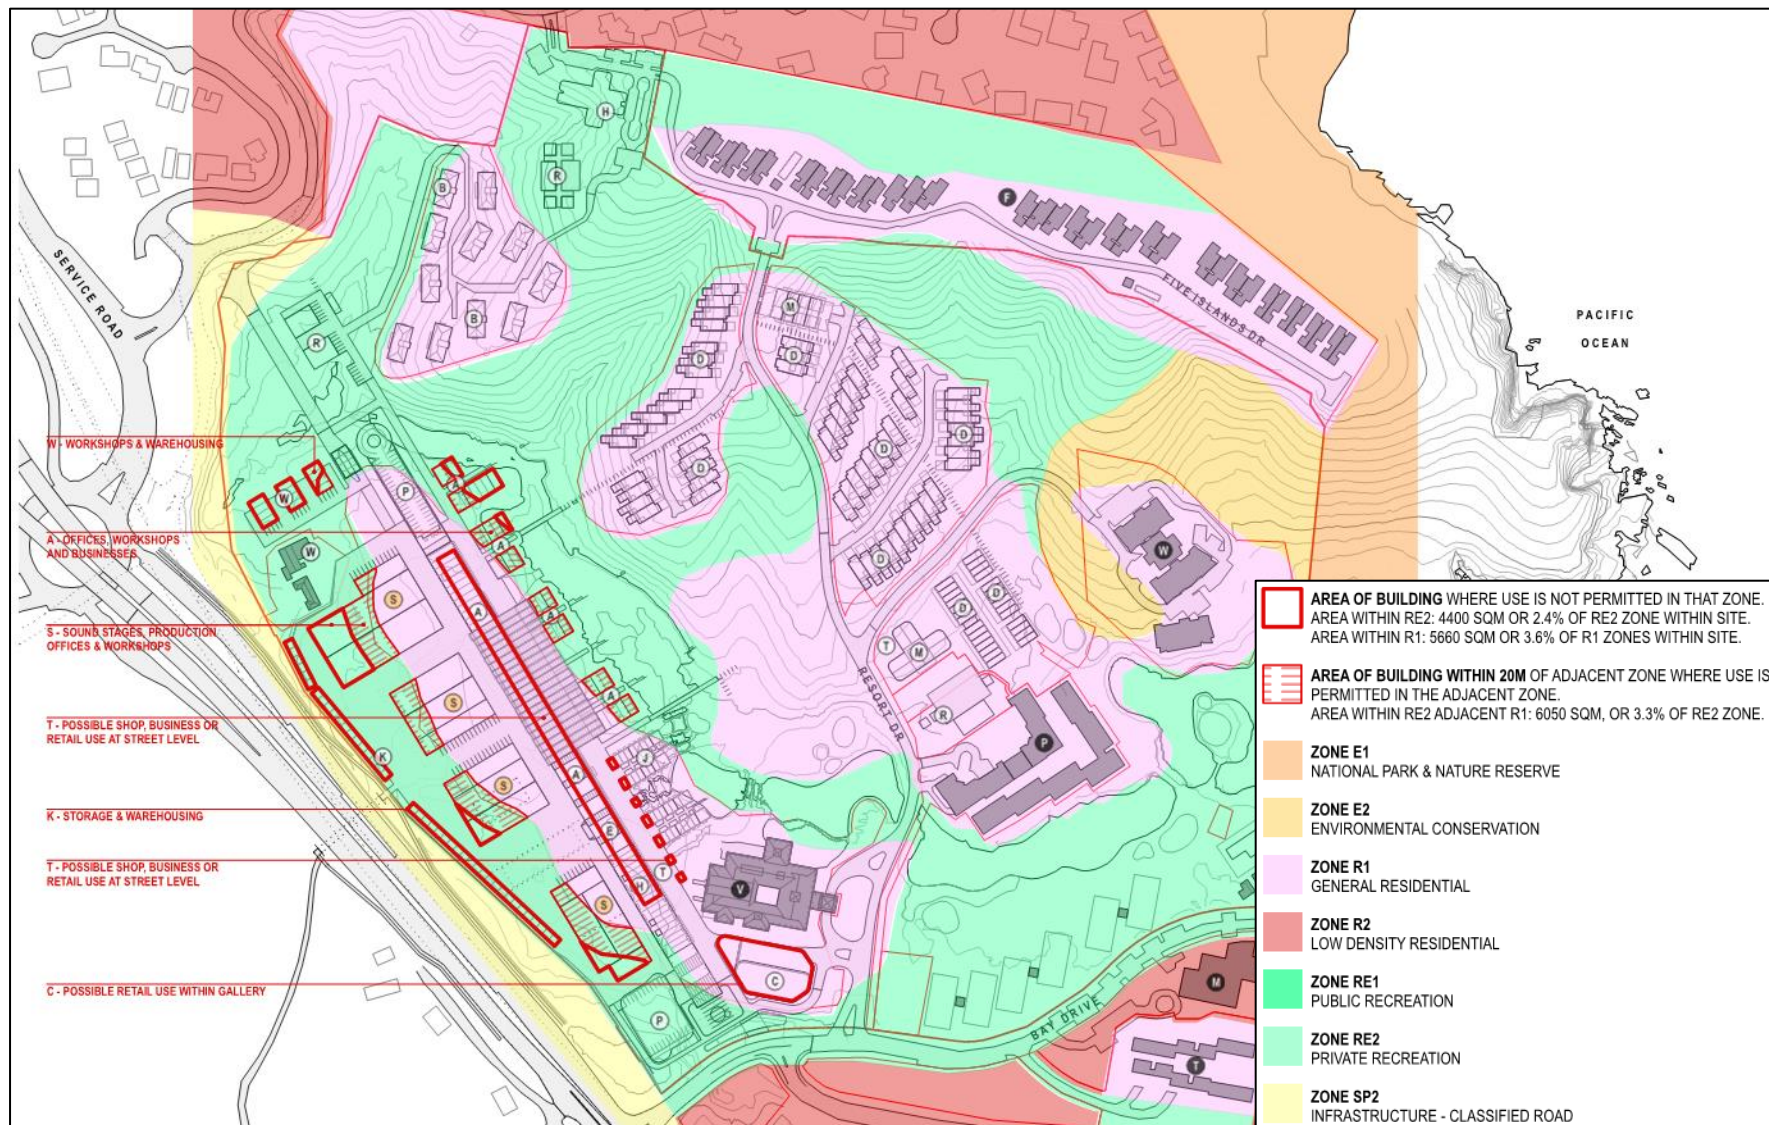 SERVICE ROAD
H
R
B
F
R
B
M
D
D
FIVE ISLANDS DR
PACIFIC
OCEAN
W - WORKSHOPS & WAREHOUSING
D
D
D
P
A
W
A - OFFICES, WORKSHOPS
AND BUSINESSES
A
W
D
W
S
A
A
D
S - SOUND STAGES, PRODUCTION
OFFICES & WORKSHOPS
T
M
RESORT DR
A
S
R
T - POSSIBLE SHOP, BUSINESS OR
RETAIL USE AT STREET LEVEL
P
K
J
A
S
K - STORAGE & WAREHOUSING
E
T - POSSIBLE SHOP, BUSINESS OR
RETAIL USE AT STREET LEVEL
T
H
V
S
C - POSSIBLE RETAIL USE WITHIN GALLERY
C
P
BAY DRIVE
M
T
AREA OF BUILDING WHERE USE IS NOT PERMITTED IN THAT ZONE.
AREA WITHIN RE2: 4400 SQM OR 2.4% OF RE2 ZONE WITHIN SITE.
AREA WITHIN R1: 5660 SQM OR 3.6% OF R1 ZONES WITHIN SITE.
AREA OF BUILDING WITHIN 20M OF ADJACENT ZONE WHERE USE IS
PERMITTED IN THE ADJACENT ZONE.
AREA WITHIN RE2 ADJACENT R1: 6050 SQM, OR 3.3% OF RE2 ZONE.
ZONE E1
NATIONAL PARK & NATURE RESERVE
ZONE E2
ENVIRONMENTAL CONSERVATION
ZONE R1
GENERAL RESIDENTIAL
ZONE R2
LOW DENSITY RESIDENTIAL
ZONE RE1
PUBLIC RECREATION
ZONE RE2
PRIVATE RECREATION
ZONE SP2
INFRASTRUCTURE - CLASSIFIED ROAD